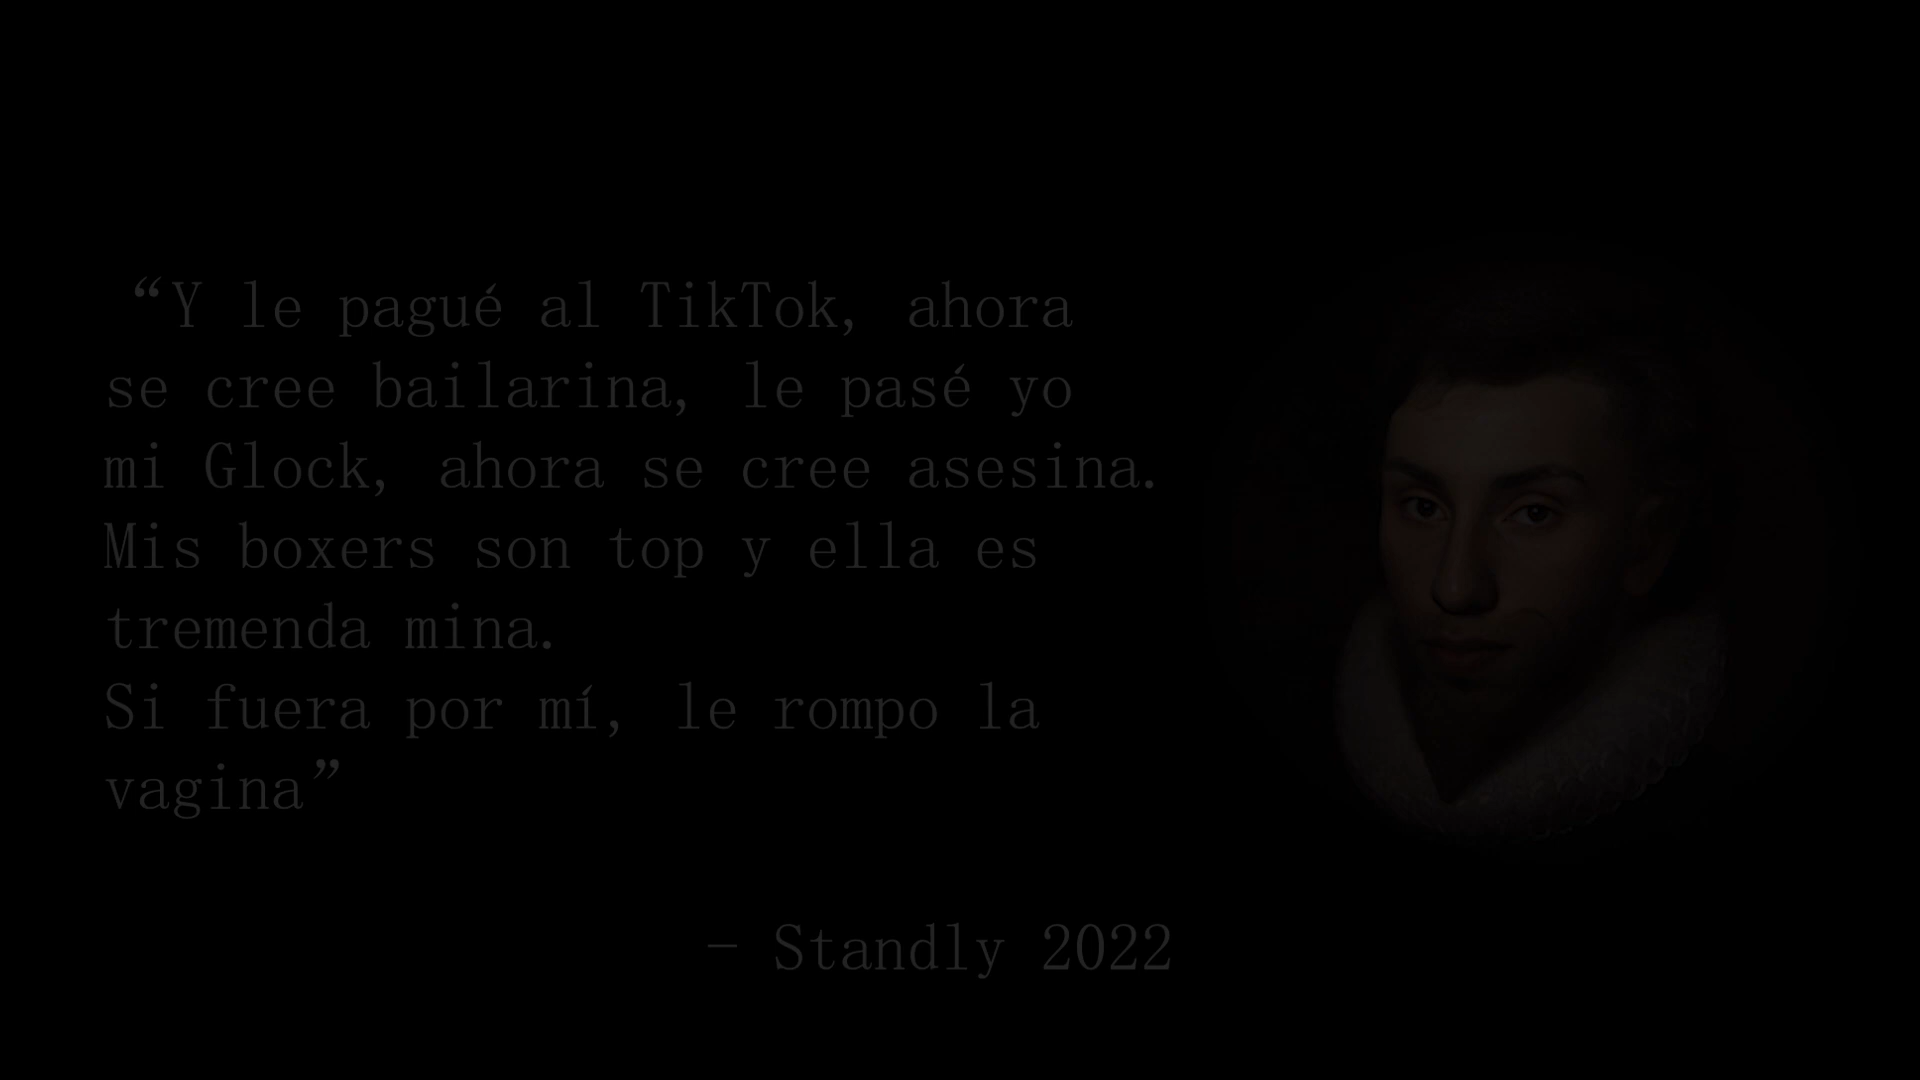 “Y le pagué al TikTok, ahora
se cree bailarina, le pasé yo
mi Glock, ahora se cree asesina.
Mis boxers son top y ella es
tremenda mina.
Si fuera por mí, le rompo la
vagina”
- Standly 2022